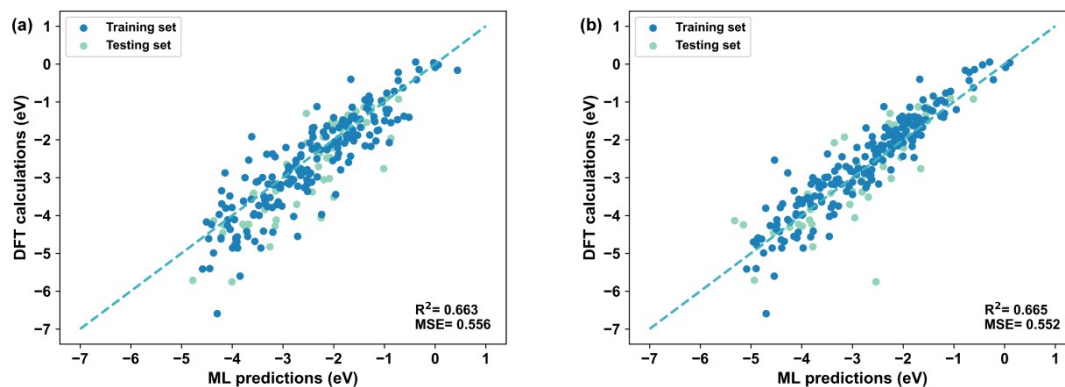 (a)
Training set
Testing set
1
0
−1
−2
−3
−4
−5
−6
−7
DFT calculations (eV)
R²= 0.663
MSE= 0.556
−7 −6 −5 −4 −3 −2 −1 0 1
ML predictions (eV)
(b)
Training set
Testing set
1
0
−1
−2
−3
−4
−5
−6
−7
DFT calculations (eV)
R²= 0.665
MSE= 0.552
−7 −6 −5 −4 −3 −2 −1 0 1
ML predictions (eV)